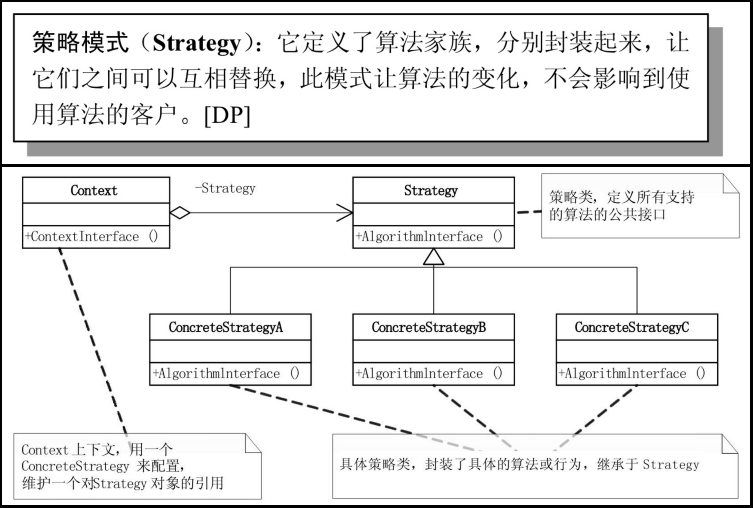 策略模式（Strategy）：它定义了算法家族，分别封装起来，让
它们之间可以互相替换，此模式让算法的变化，不会影响到使
用算法的客户。[DP]
Context
-Strategy
Strategy
策略类，定义所有支持
的算法的公共接口
+ContextInterface ()
+AlgorithmInterface ()
ConcreteStrategyA
ConcreteStrategyB
ConcreteStrategyC
+AlgorithmInterface ()
+AlgorithmInterface ()
+AlgorithmInterface ()
Context 上下文，用一个
ConcreteStrategy 来配置，
维护一个对Strategy 对象的引用
具体策略类，封装了具体的算法或行为，继承于 Strategy